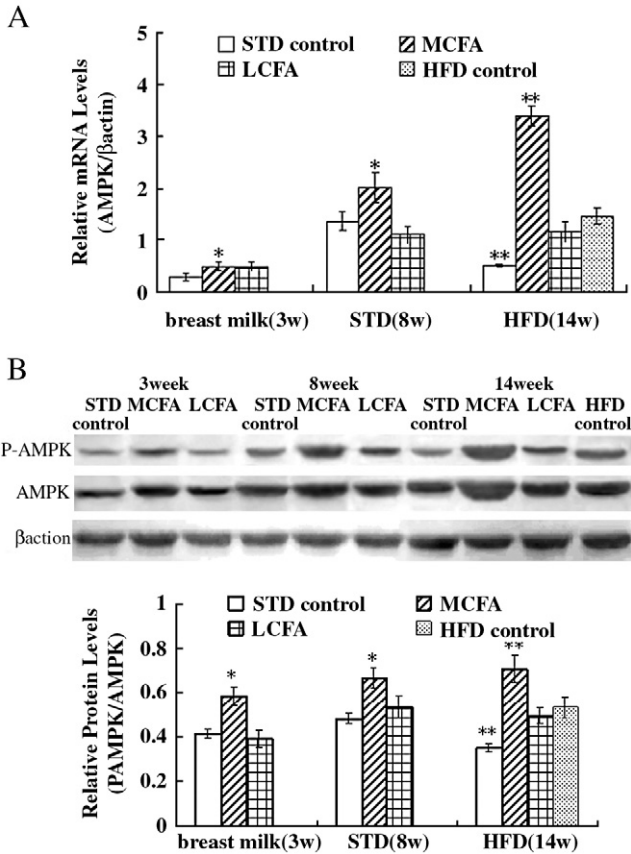 A
STD control MCFA
LCFA HFD control
Relative mRNA Levels
(AMPK/βactin)
5
4
3
2
1
0
*
*
**
**
breast milk(3w) STD(8w) HFD(14w)
B
3week 8week 14week
STD MCFA LCFA STD MCFA LCFA STD MCFA LCFA HFD
control control control control
P-AMPK
AMPK
βaction
STD control MCFA
LCFA HFD control
Relative Protein Levels
(PAMPK/AMPK)
1
0.8
0.6
0.4
0.2
0
*
*
**
**
breast milk(3w) STD(8w) HFD(14w)